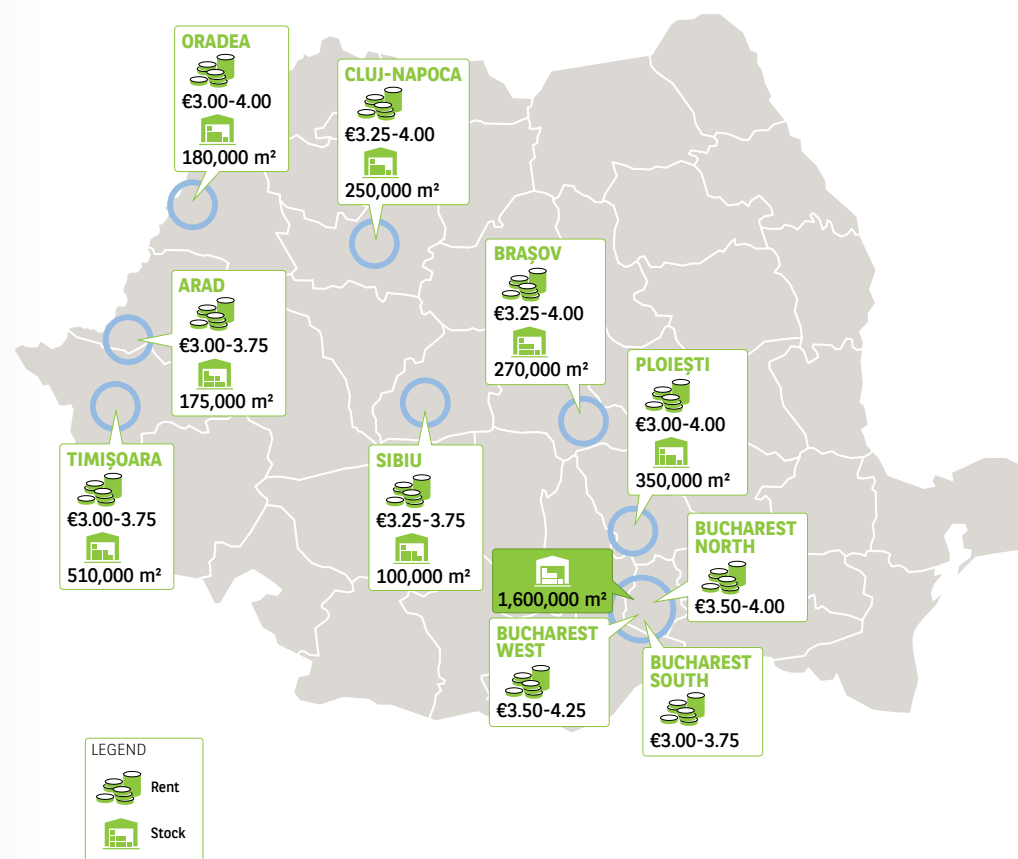 ORADEA
€3.00-4.00
180,000 m²
CLUJ-NAPOCA
€3.25-4.00
250,000 m²
ARAD
€3.00-3.75
175,000 m²
BRAȘOV
€3.25-4.00
270,000 m²
PLOIEȘTI
€3.00-4.00
350,000 m²
TIMIȘOARA
€3.00-3.75
510,000 m²
SIBIU
€3.25-3.75
100,000 m²
BUCHAREST
NORTH
€3.50-4.00
1,600,000 m²
BUCHAREST
WEST
€3.50-4.25
BUCHAREST
SOUTH
€3.00-3.75
LEGEND
Rent
Stock